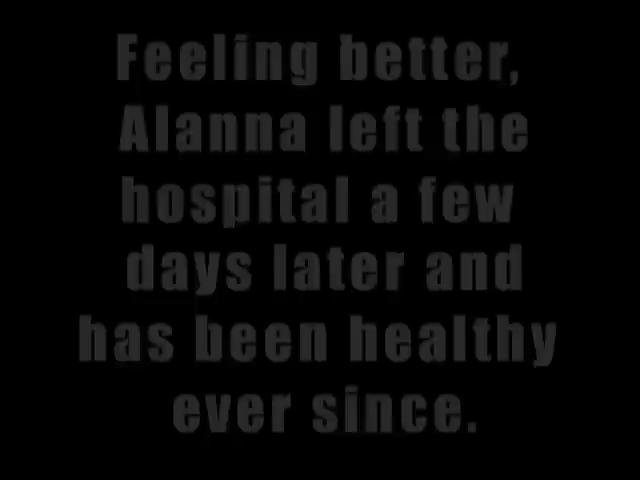 Feeling better,
Alanna left the
hospital a few
days later and
has been healthy
ever since.